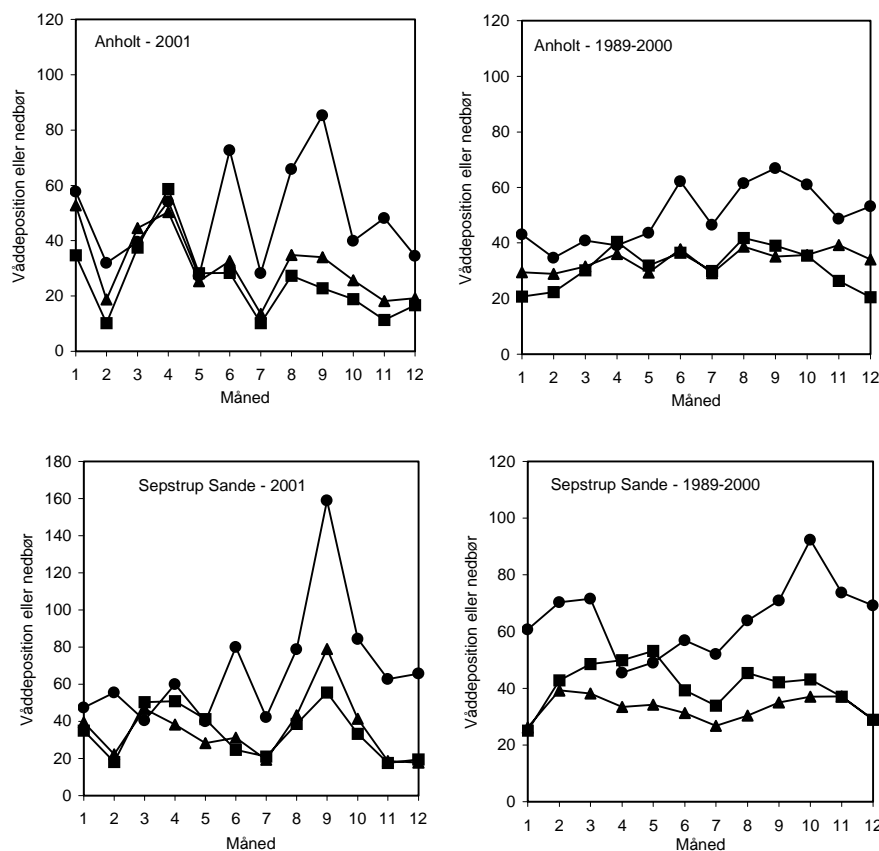 Anholt - 2001
Våddeposition eller nedbør
120
100
80
60
40
20
0
1 2 3 4 5 6 7 8 9 10 11 12
Måned
Anholt - 1989-2000
Våddeposition eller nedbør
120
100
80
60
40
20
0
1 2 3 4 5 6 7 8 9 10 11 12
Måned
Sepstrup Sande - 2001
Våddeposition eller nedbør
180
160
140
120
100
80
60
40
20
0
1 2 3 4 5 6 7 8 9 10 11 12
Måned
Sepstrup Sande - 1989-2000
Våddeposition eller nedbør
120
100
80
60
40
20
0
1 2 3 4 5 6 7 8 9 10 11 12
Måned